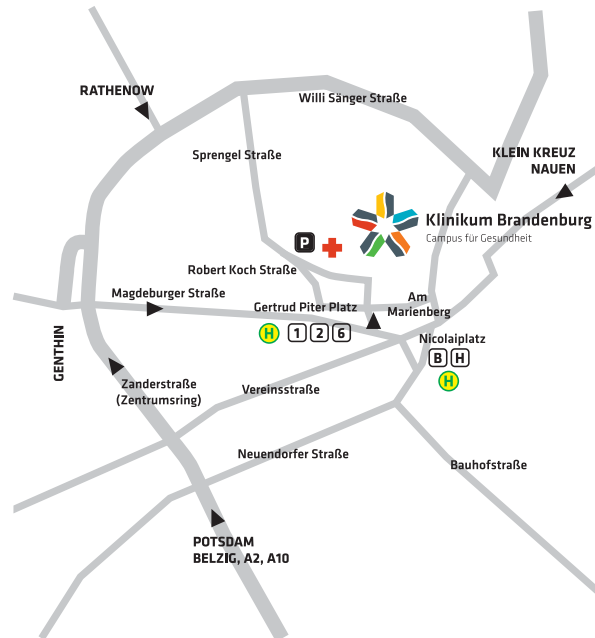 RATHENOW
Willi Sänger Straße
Sprengel Straße
KLEIN KREUZ
NAUEN
Klinikum Brandenburg
Campus für Gesundheit
P
Robert Koch Straße
Magdeburger Straße
Gertrud Piter Platz
Am
Marienberg
H 1 2 6
Nicolaiplatz
B H
H
GENTHIN
Zanderstraße
(Zentrumsring)
Vereinsstraße
Neuendorfer Straße
Bauhofstraße
POTSDAM
BELZIG, A2, A10